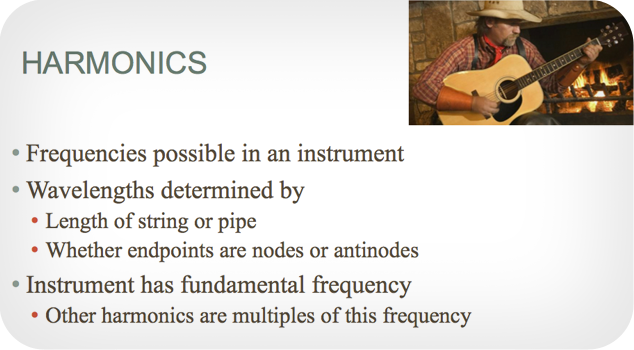 HARMONICS
• Frequencies possible in an instrument
• Wavelengths determined by
• Length of string or pipe
• Whether endpoints are nodes or antinodes
• Instrument has fundamental frequency
• Other harmonics are multiples of this frequency